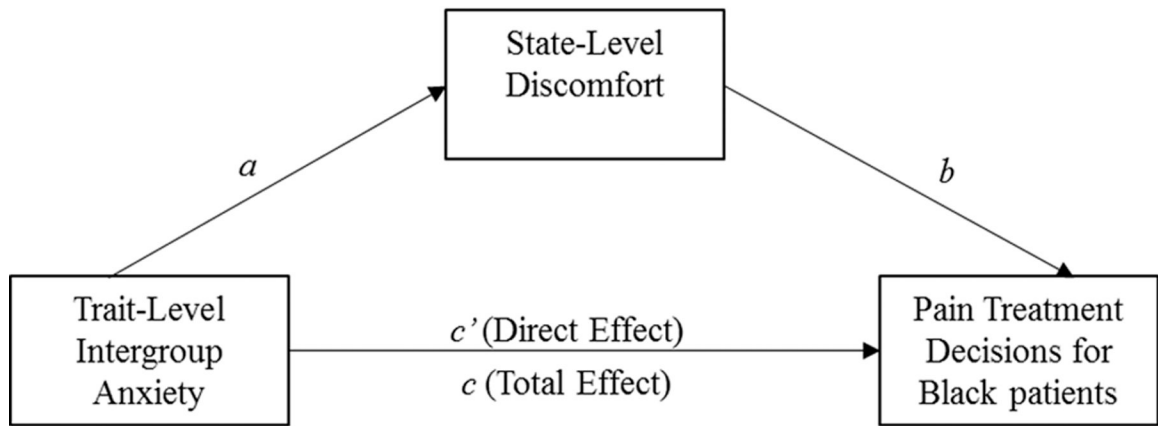 State-Level
Discomfort
a
b
Trait-Level
Intergroup
Anxiety
c’ (Direct Effect)
c (Total Effect)
Pain Treatment
Decisions for
Black patients